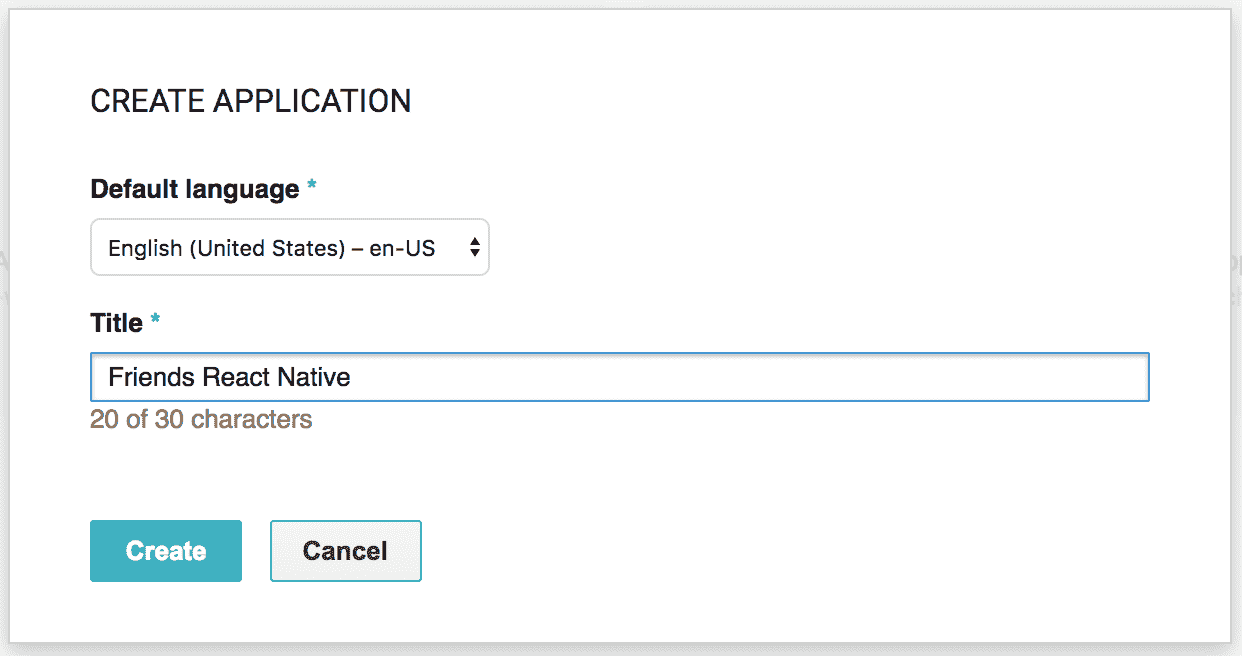 CREATE APPLICATION
Default language *
English (United States) – en-US
Title *
Friends React Native
20 of 30 characters
Create
Cancel